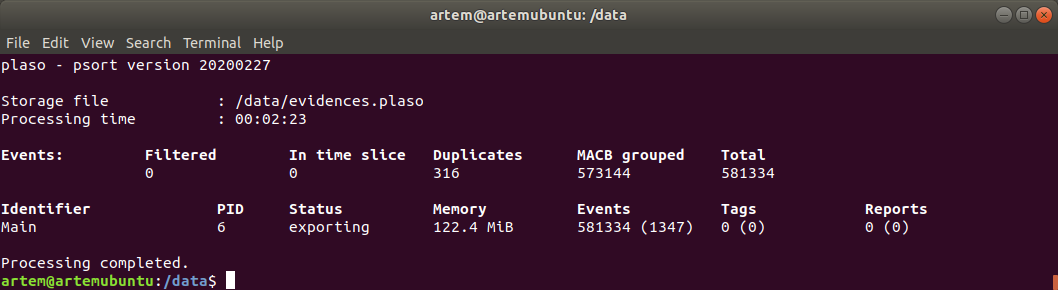 artem@artemubuntu: /data
File Edit View Search Terminal Help
plaso - psort version 20200227
Storage file : /data/evidences.plaso
Processing time : 00:02:23
Events: Filtered In time slice Duplicates MACB grouped Total
0 0 316 573144 581334
Identifier PID Status Memory Events Tags Reports
Main 6 exporting 122.4 MiB 581334 (1347) 0 (0) 0 (0)
Processing completed.
artem@artemubuntu:/data$